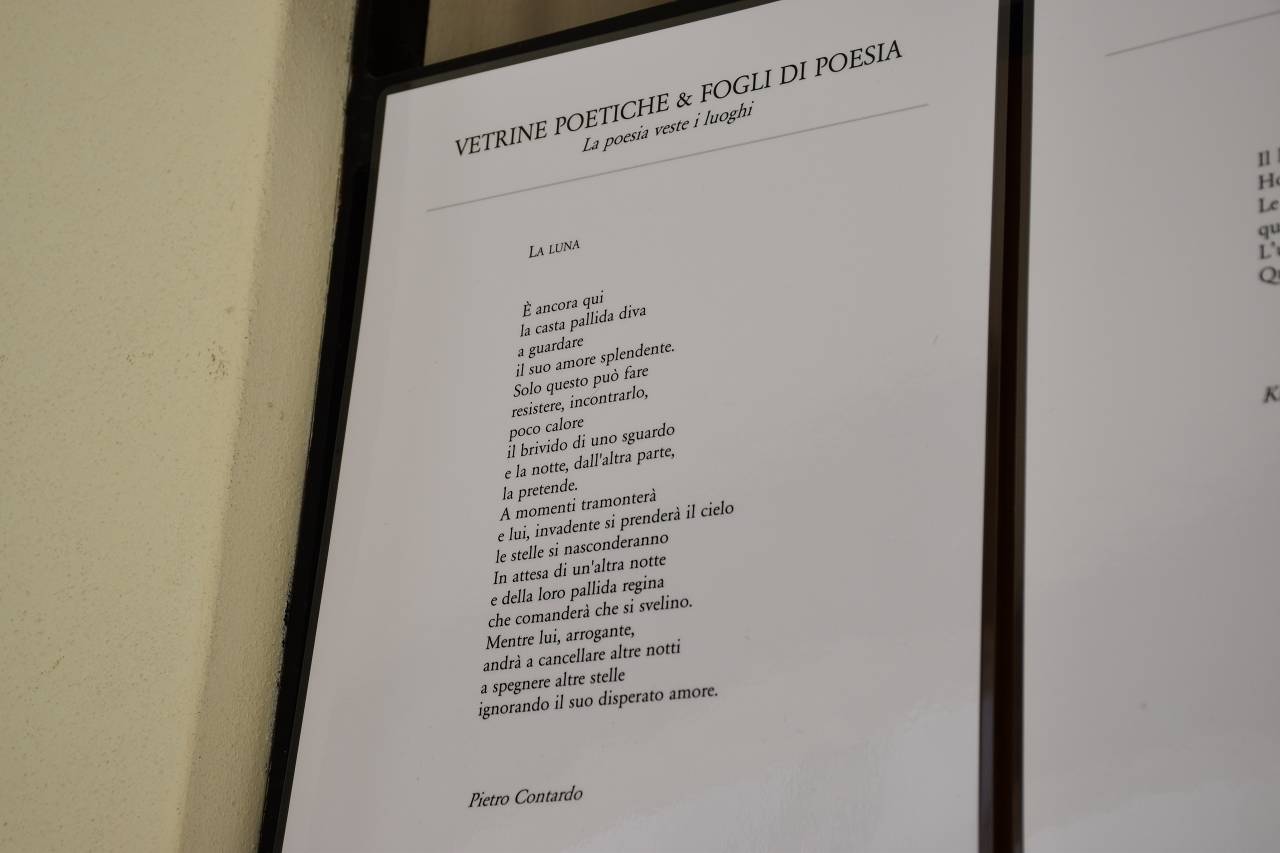 VETRINE POETICHE & FOGLI DI POESIA
La poesia veste i luoghi
LA LUNA
È ancora qui
la casta pallida diva
a guardare
il suo amore splendente.
Solo questo può fare
resistere, incontrarlo,
poco calore
il brivido di uno sguardo
e la notte, dall'altra parte,
la pretende.
A momenti tramonterà
e lui, invadente si prenderà il cielo
le stelle si nasconderanno
In attesa di un'altra notte
e della loro pallida regina
che comanderà che si svelino.
Mentre lui, arrogante,
andrà a cancellare altre notti
a spegnere altre stelle
ignorando il suo disperato amore.
Pietro Contardo
Il
Le